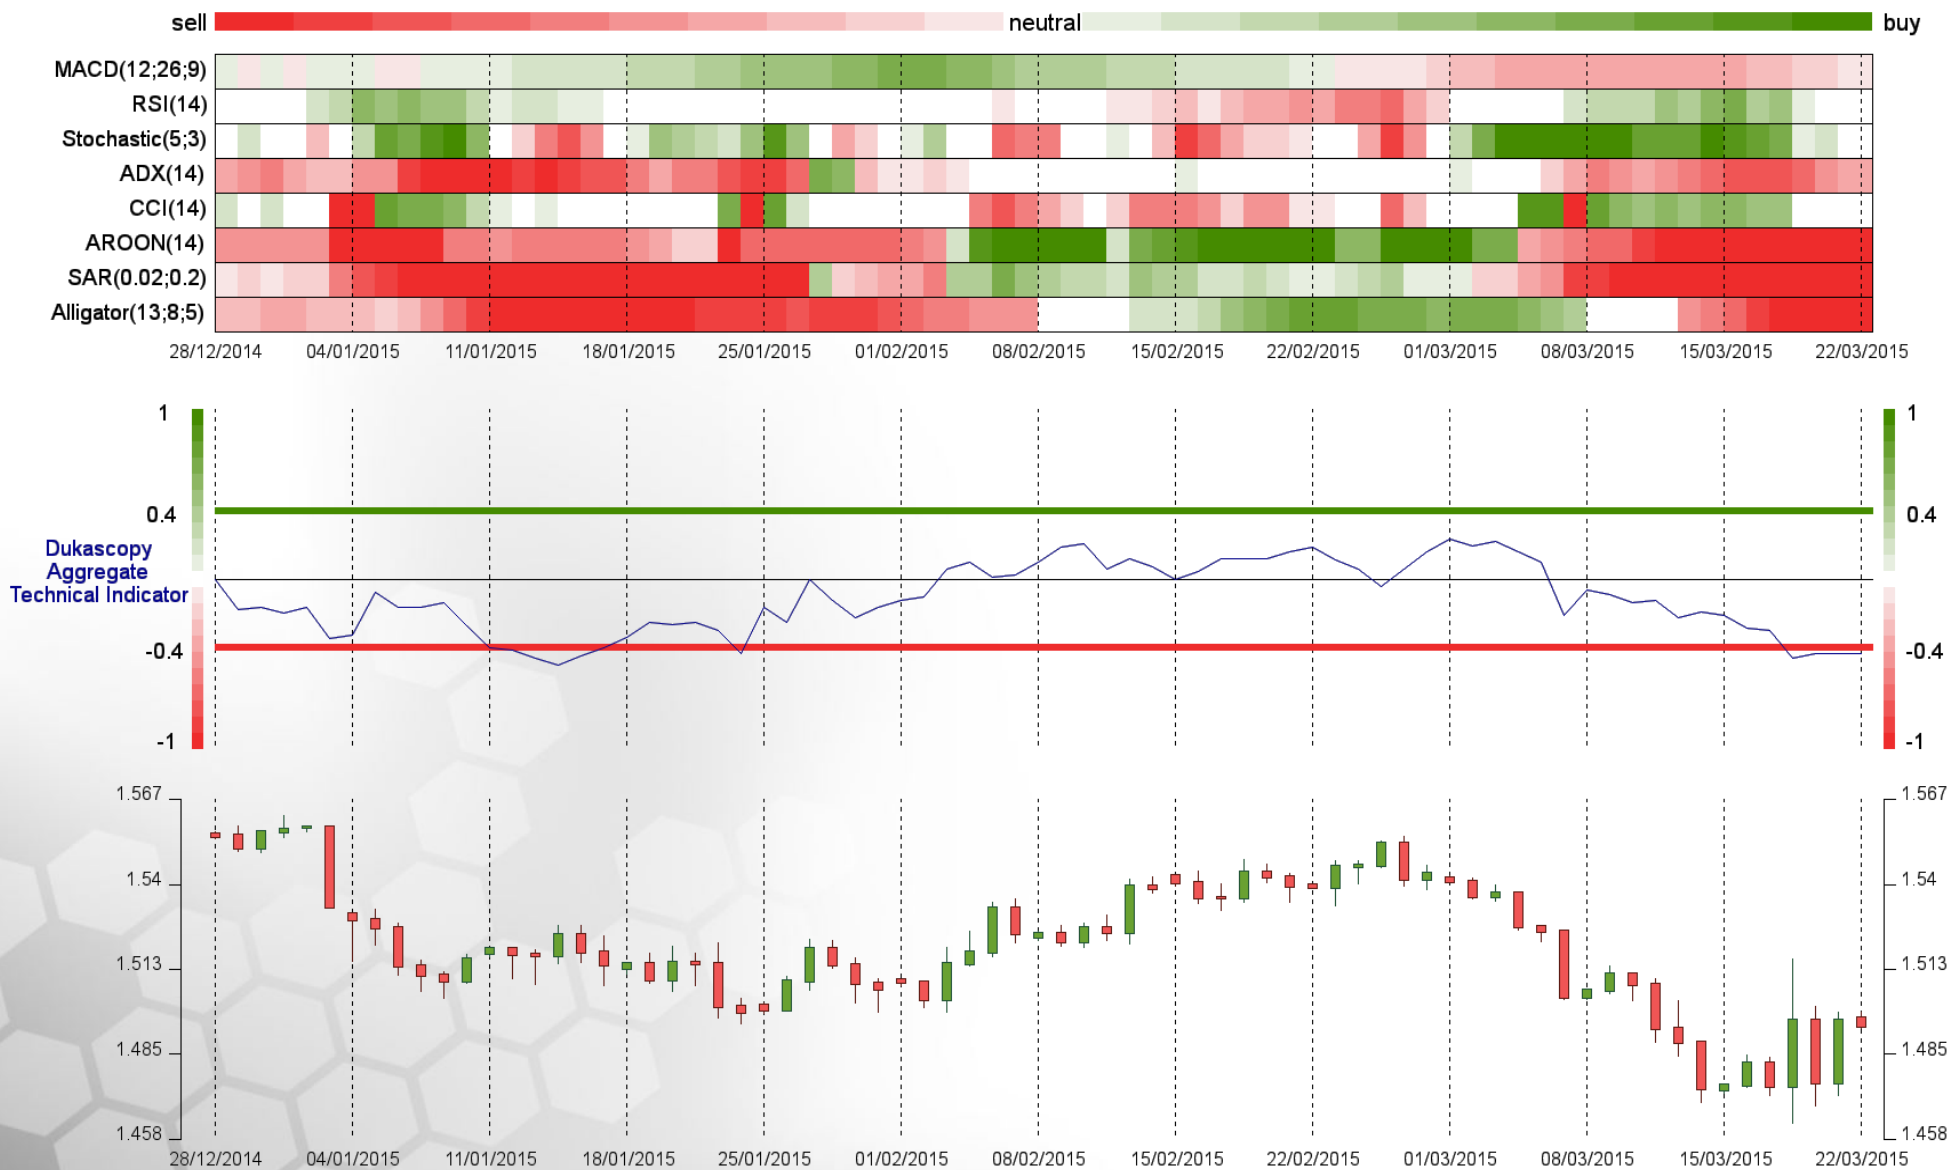 sell neutral buy
MACD(12;26;9)
RSI(14)
Stochastic(5;3)
ADX(14)
CCI(14)
AROON(14)
SAR(0.02;0.2)
Alligator(13;8;5)
28/12/2014 04/01/2015 11/01/2015 18/01/2015 25/01/2015 01/02/2015 08/02/2015 15/02/2015 22/02/2015 01/03/2015 08/03/2015 15/03/2015 22/03/2015
1 1
0.4 0.4
Dukascopy
Aggregate
Technical Indicator
-0.4 -0.4
-1 -1
1.567 1.567
1.54 1.54
1.513 1.513
1.485 1.485
1.458 1.458
28/12/2014 04/01/2015 11/01/2015 18/01/2015 25/01/2015 01/02/2015 08/02/2015 15/02/2015 22/02/2015 01/03/2015 08/03/2015 15/03/2015 22/03/2015